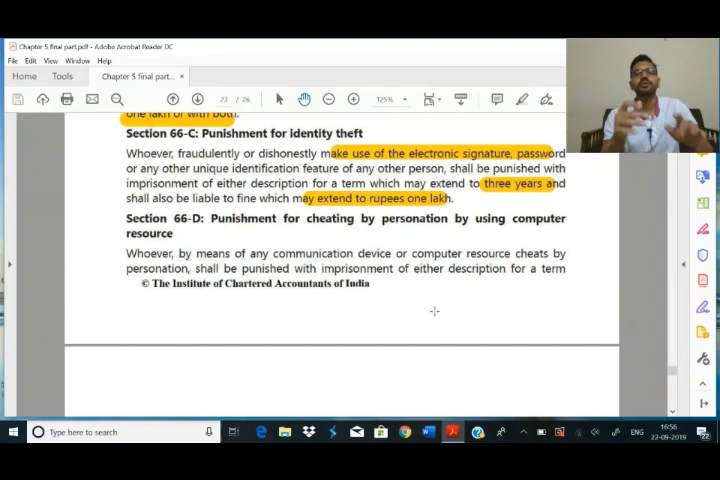 Chapter 5 final part.pdf - Adobe Acrobat Reader DC
File Edit View Window Help
Home Tools Chapter 5 final part... ×
23 / 26 125%
one lakh or with both.
Section 66-C: Punishment for identity theft
Whoever, fraudulently or dishonestly make use of the electronic signature, password
or any other unique identification feature of any other person, shall be punished with
imprisonment of either description for a term which may extend to three years and
shall also be liable to fine which may extend to rupees one lakh.
Section 66-D: Punishment for cheating by personation by using computer
resource
Whoever, by means of any communication device or computer resource cheats by
personation, shall be punished with imprisonment of either description for a term
© The Institute of Chartered Accountants of India
Type here to search
ENG
16:56
22-09-2019
22